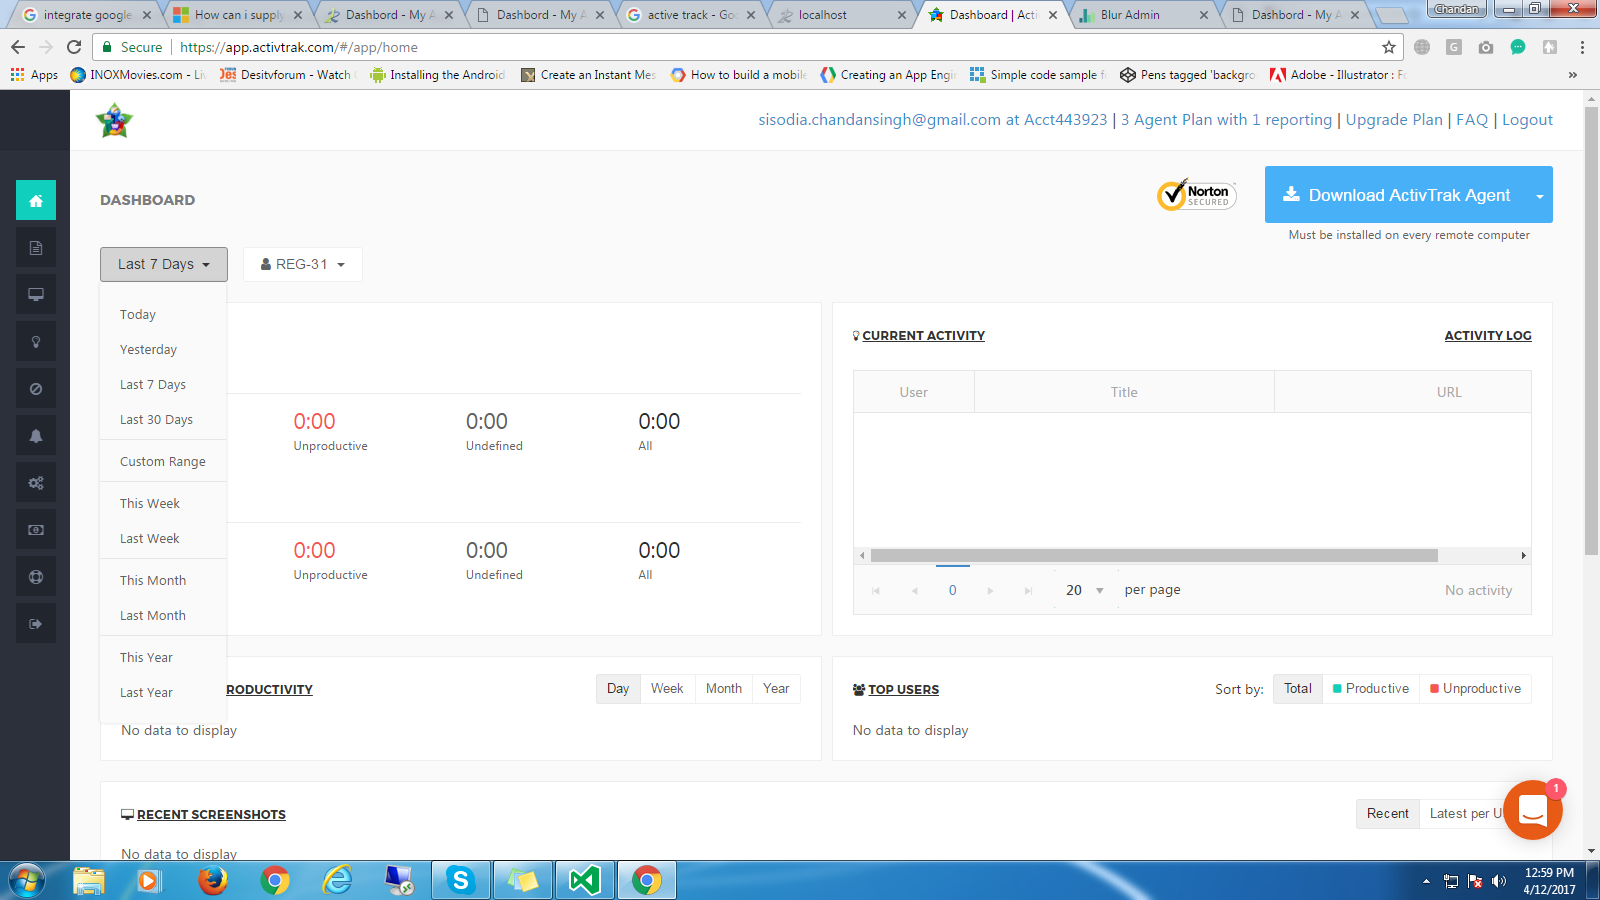 integrate google
How can i supply
Dashbord - My A
Dashbord - My A
active track - Goo
localhost
Dashboard | Acti
Blur Admin
Dashbord - My A
Chandan
Secure
https://app.activtrak.com/#/app/home
Apps
INOXMovies.com - Li
Desitvforum - Watch
Installing the Android
Create an Instant Mes
How to build a mobile
Creating an App Engi
Simple code sample f
Pens tagged 'backgro
Adobe - Illustrator : Fo
sisodia.chandansingh@gmail.com at Acct443923 | 3 Agent Plan with 1 reporting | Upgrade Plan | FAQ | Logout
DASHBOARD
Norton
SECURED
Download ActivTrak Agent
Must be installed on every remote computer
Last 7 Days
REG-31
Today
Yesterday
Last 7 Days
Last 30 Days
Custom Range
This Week
Last Week
This Month
Last Month
This Year
Last Year
0:00 0:00 0:00
Unproductive Undefined All
0:00 0:00 0:00
Unproductive Undefined All
CURRENT ACTIVITY
ACTIVITY LOG
User Title URL
0 20 per page No activity
RODUCTIVITY
Day Week Month Year
No data to display
TOP USERS
Sort by: Total Productive Unproductive
No data to display
RECENT SCREENSHOTS
Recent Latest per U
1
No data to display
12:59 PM
4/12/2017